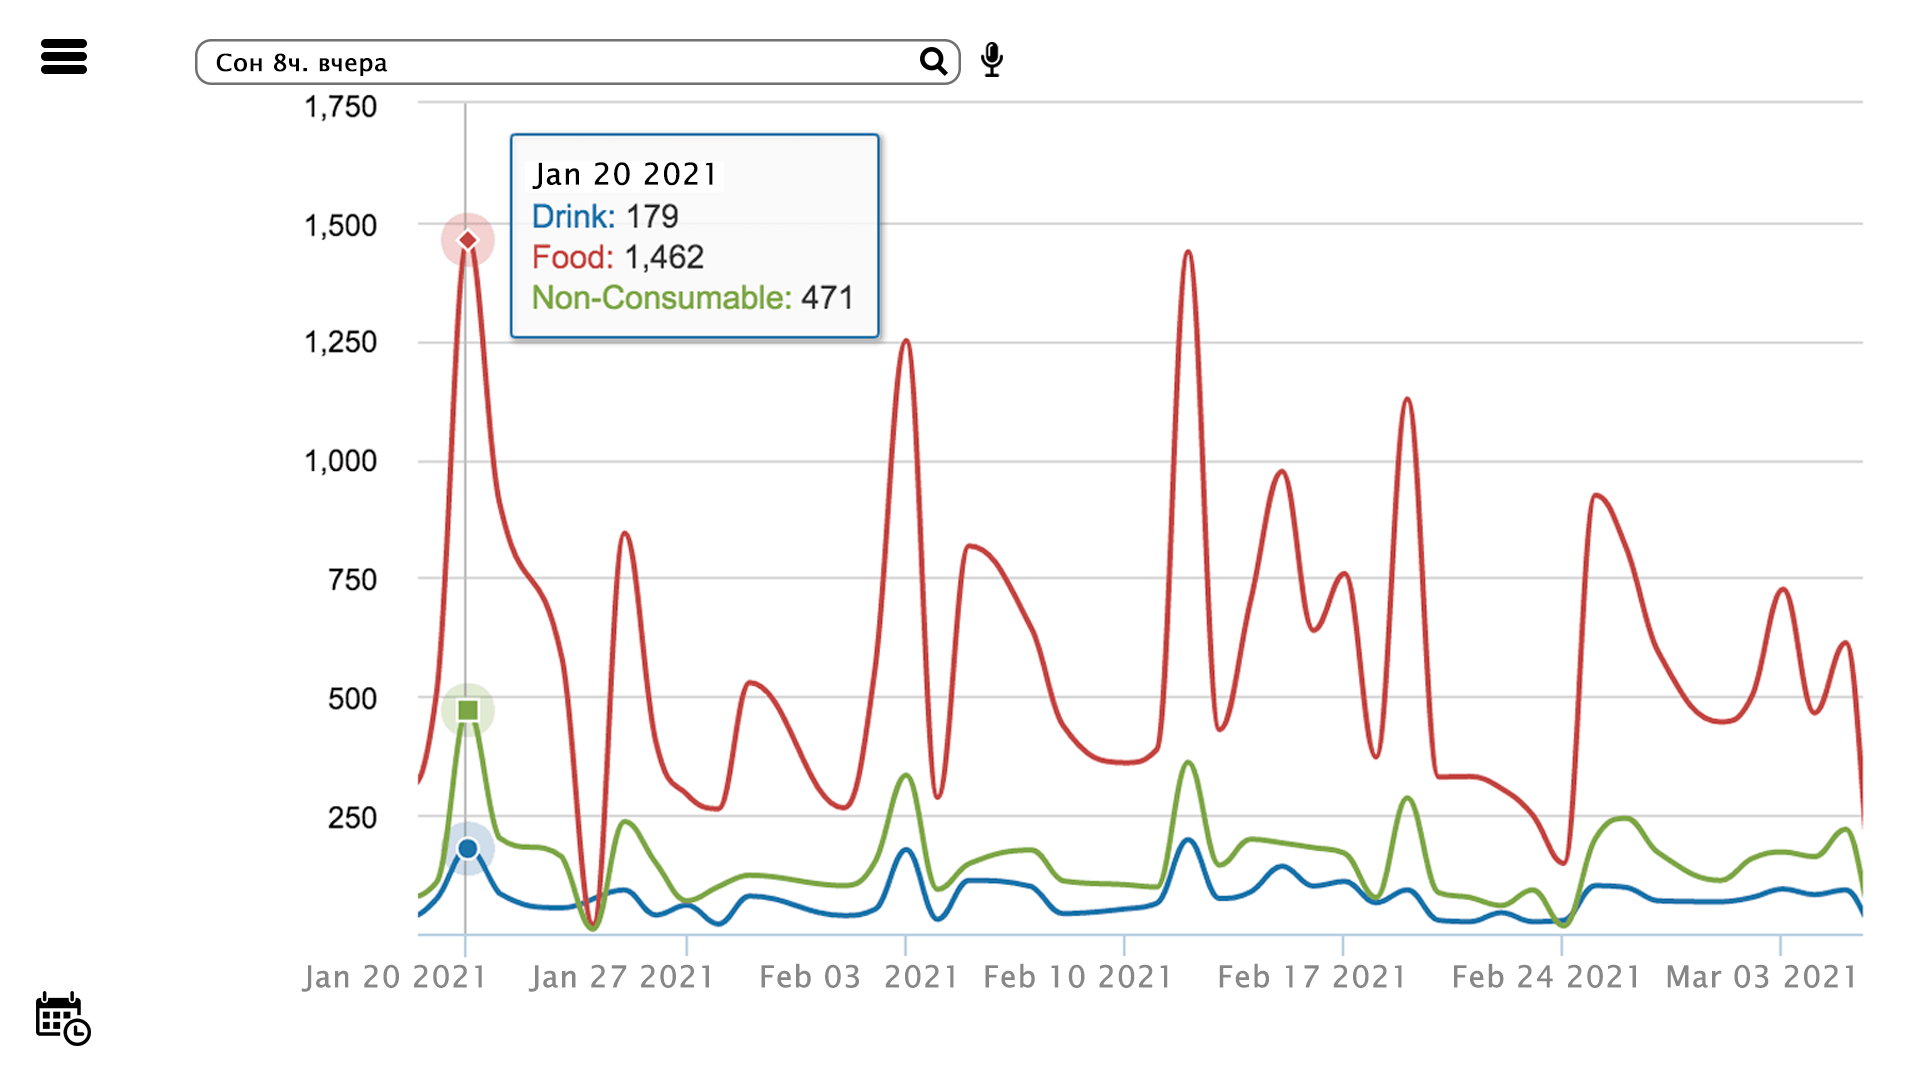 Сон 8ч. вчера
1,750
1,500
1,250
1,000
750
500
250
Jan 20 2021
Drink: 179
Food: 1,462
Non-Consumable: 471
Jan 20 2021
Jan 27 2021
Feb 03 2021
Feb 10 2021
Feb 17 2021
Feb 24 2021
Mar 03 2021